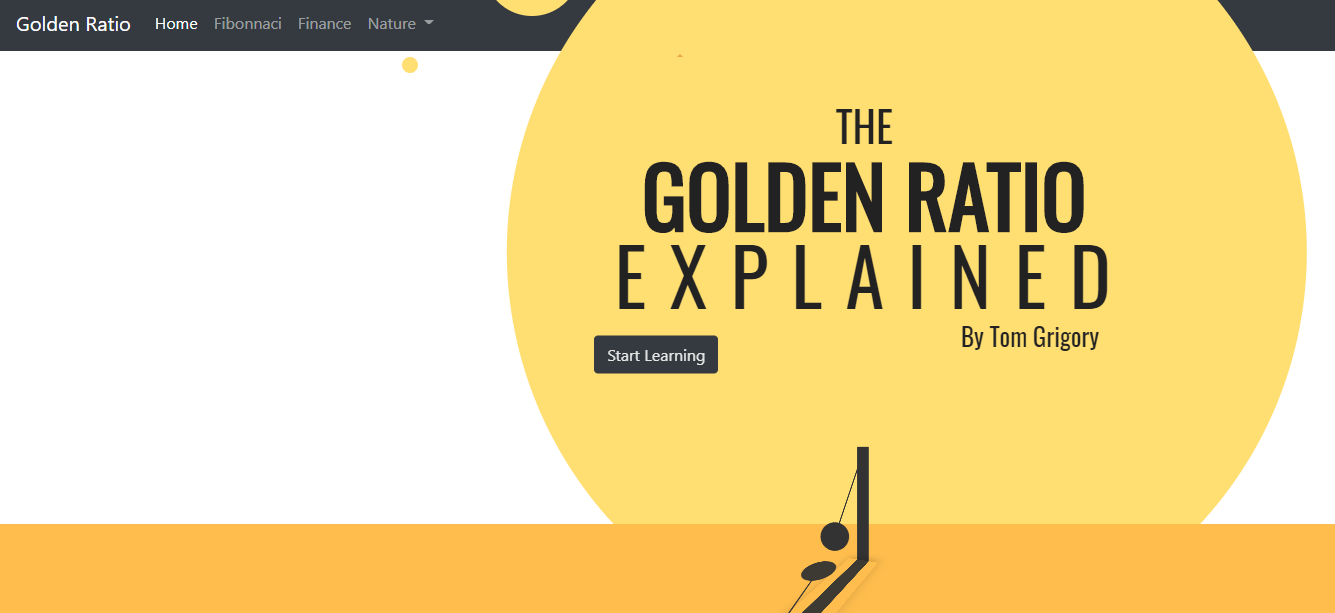 Golden Ratio Home Fibonnaci Finance Nature
THE
GOLDEN RATIO
EXPLAINED
By Tom Grigory
Start Learning